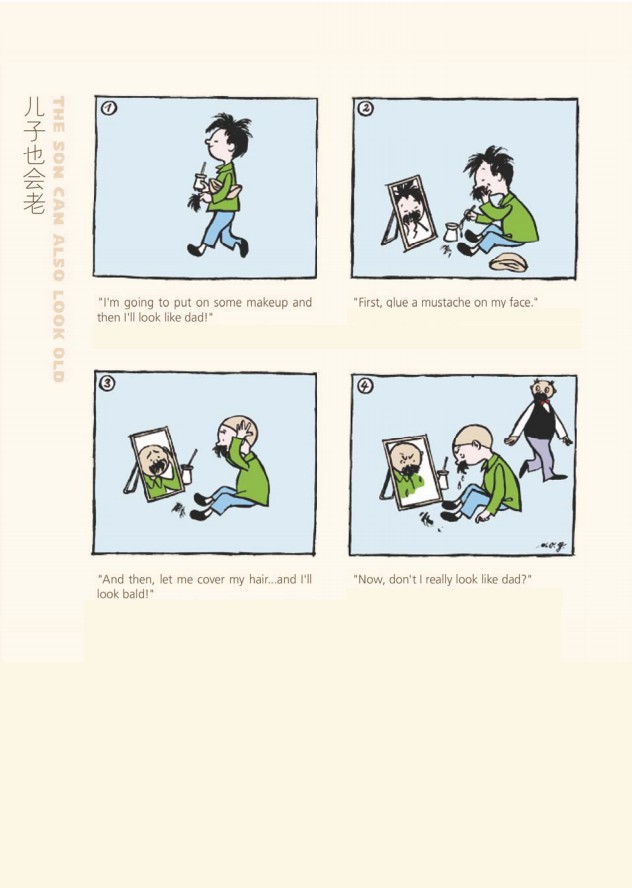 儿子也会老
THE SON CAN ALSO LOOK OLD
1
2
"I'm going to put on some makeup and
then I'll look like dad!"
"First, glue a mustache on my face."
3
4
e.o.g.
"And then, let me cover my hair...and I'll
look bald!"
"Now, don't I really look like dad?"